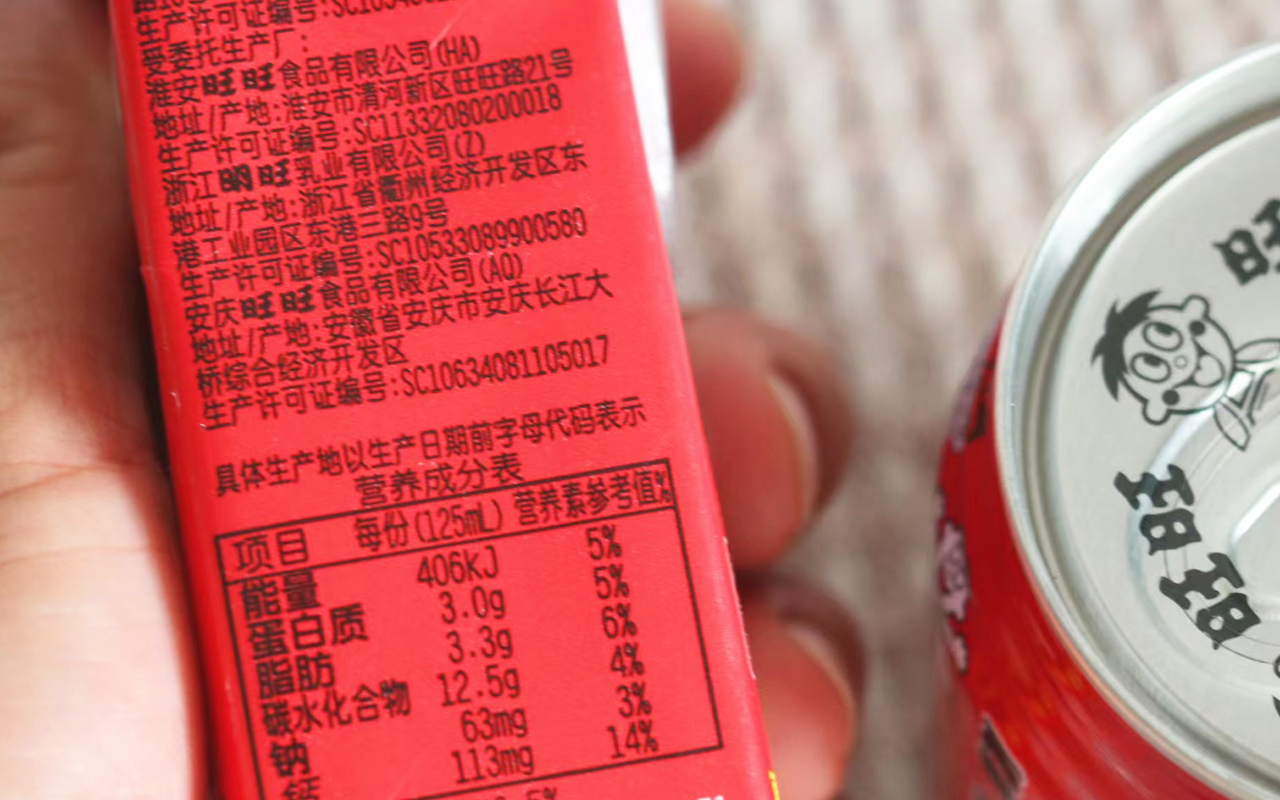 生产许可证编号:SC
受委托生产厂:
淮安旺旺食品有限公司(HA)
地址/产地:淮安市清河新区旺旺路21号
生产许可证编号:SC11332080200018
浙江明旺乳业有限公司(Z)
地址/产地:浙江省衢州经济开发区东
港工业园区东港三路9号
生产许可证编号:SC10533089900580
安庆旺旺食品有限公司(AQ)
地址/产地:安徽省安庆市安庆长江大
桥综合经济开发区
生产许可证编号:SC10634081105017
具体生产地以生产日期前字母代码表示
营养成分表
项目 每份(125mL) 营养素参考值%
能量 406kJ 5%
蛋白质 3.0g 5%
脂肪 3.3g 6%
碳水化合物 12.5g 4%
钠 63mg 3%
钙 113mg 14%